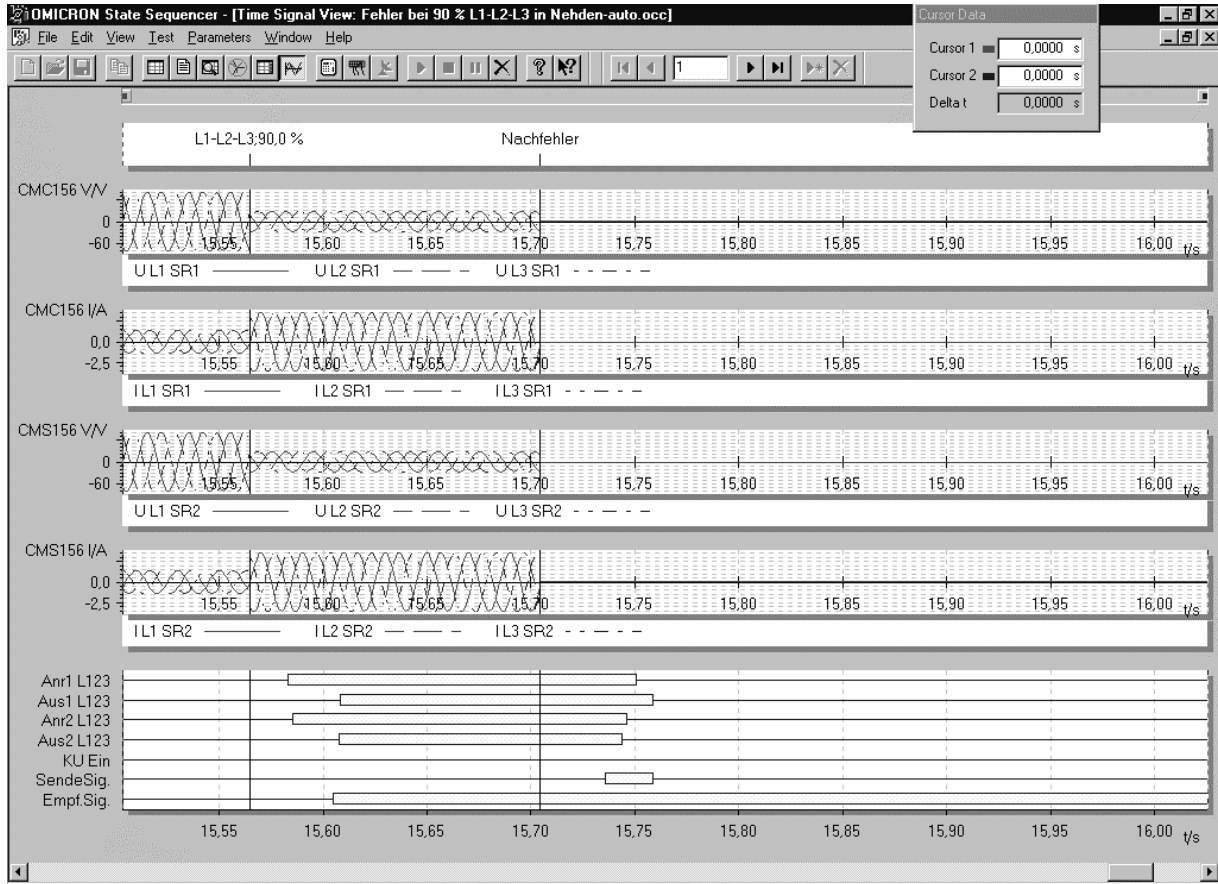 OMICRON State Sequencer - [Time Signal View: Fehler bei 90 % L1-L2-L3 in Nehden-auto.occ]
File Edit View Test Parameters Window Help
1
Cursor Data
Cursor 1 0,0000 s
Cursor 2 0,0000 s
Delta t 0,0000 s
L1-L2-L3;90,0 % Nachfehler
CMC156 V/V
0
-60 15,55 15,60 15,65 15,70 15,75 15,80 15,85 15,90 15,95 16,00 t/s
U L1 SR1 U L2 SR1 U L3 SR1
CMC156 I/A
0,0
-2,5 15,55 15,60 15,65 15,70 15,75 15,80 15,85 15,90 15,95 16,00 t/s
I L1 SR1 I L2 SR1 I L3 SR1
CMS156 V/V
0
-60 15,55 15,60 15,65 15,70 15,75 15,80 15,85 15,90 15,95 16,00 t/s
U L1 SR2 U L2 SR2 U L3 SR2
CMS156 I/A
0,0
-2,5 15,55 15,60 15,65 15,70 15,75 15,80 15,85 15,90 15,95 16,00 t/s
I L1 SR2 I L2 SR2 I L3 SR2
Anr1 L123
Aus1 L123
Anr2 L123
Aus2 L123
KU Ein
SendeSig.
Empf.Sig.
15,55 15,60 15,65 15,70 15,75 15,80 15,85 15,90 15,95 16,00 t/s